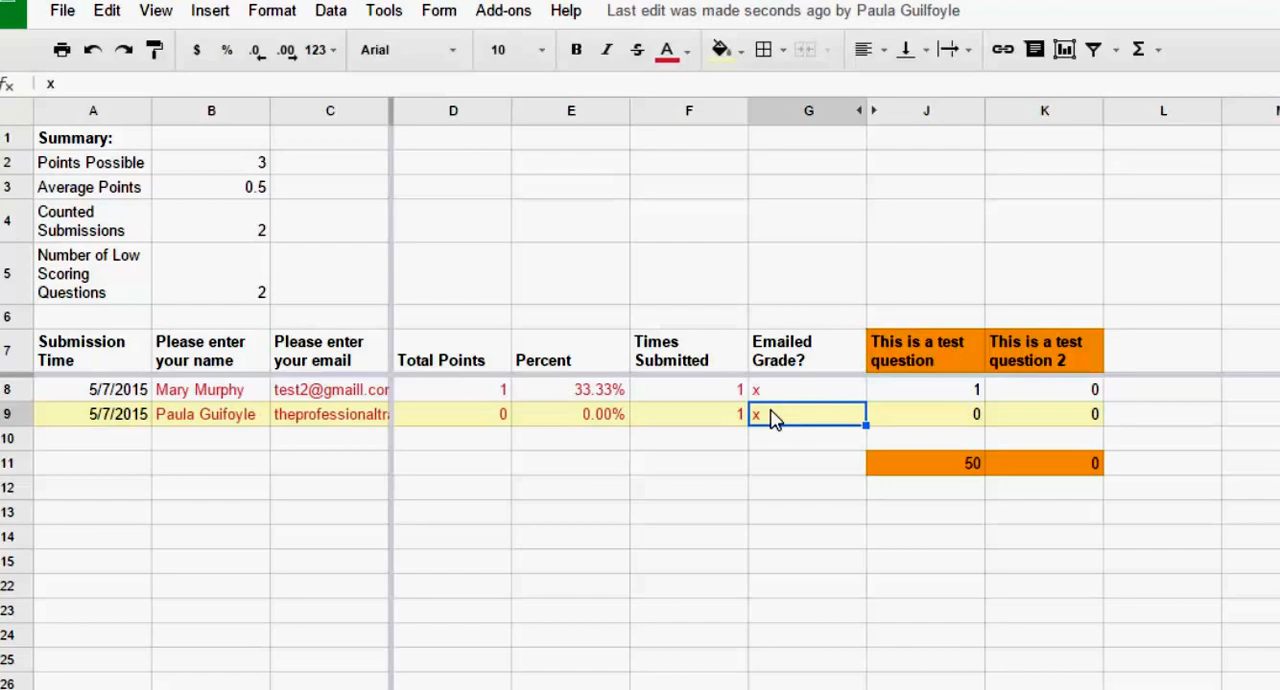 File Edit View Insert Format Data Tools Form Add-ons Help Last edit was made seconds ago by Paula Guilfoyle
$ % .0 .00 123 Arial 10 B I S A Σ
fx x
A B C D E F G J K L
1 Summary:
2 Points Possible 3
3 Average Points 0.5
Counted
4 Submissions 2
Number of Low
5 Scoring
Questions 2
6
Submission Please enter Please enter Times Emailed This is a test This is a test
7 Time your name your email Total Points Percent Submitted Grade? question question 2
8 5/7/2015 Mary Murphy test2@gmaill.cor 1 33.33% 1 x 1 0
9 5/7/2015 Paula Guifoyle theprofessionaltr 0 0.00% 1 x 0 0
10
11 50 0
12
13
14
15
22
23
24
25
26